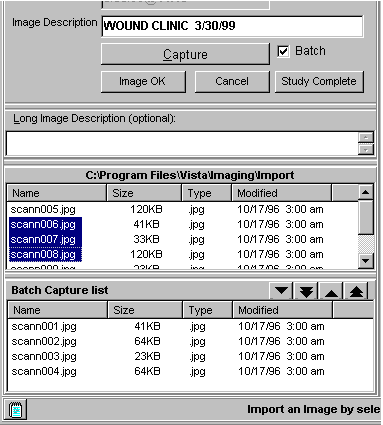 Image Description WOUND CLINIC 3/30/99
Capture Batch
Image OK Cancel Study Complete
Long Image Description (optional):
C:\Program Files\Vista\Imaging\Import
Name Size Type Modified
scann005.jpg 120KB .jpg 10/17/96 3:00 am
scann006.jpg 41KB .jpg 10/17/96 3:00 am
scann007.jpg 33KB .jpg 10/17/96 3:00 am
scann008.jpg 120KB .jpg 10/17/96 3:00 am
scann009.jpg 23KB .jpg 10/17/96 3:00 am
Batch Capture list
Name Size Type Modified
scann001.jpg 41KB .jpg 10/17/96 3:00 am
scann002.jpg 64KB .jpg 10/17/96 3:00 am
scann003.jpg 23KB .jpg 10/17/96 3:00 am
scann004.jpg 64KB .jpg 10/17/96 3:00 am
Import an Image by sele